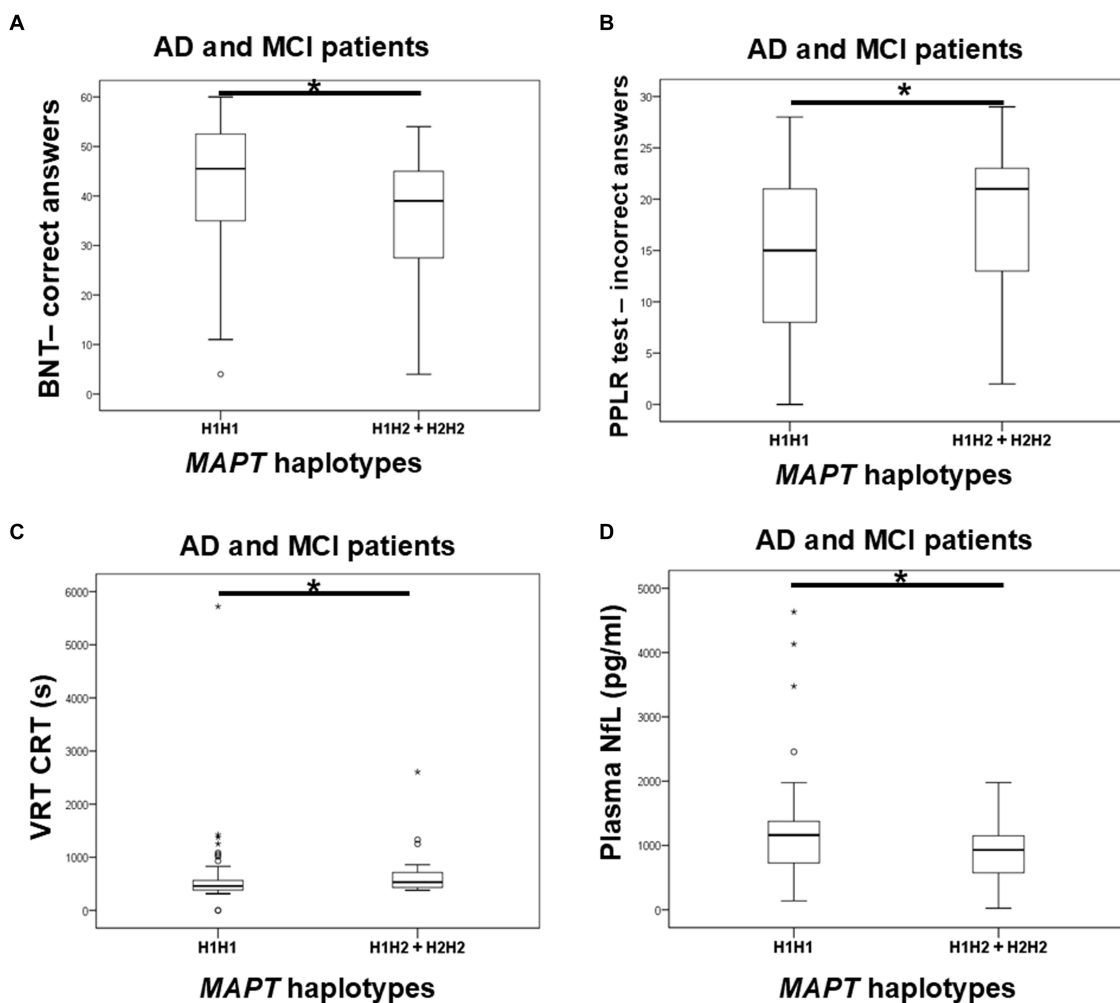 A
AD and MCI patients
*
BNT– correct answers
60
50
40
30
20
10
0
H1H1
H1H2 + H2H2
MAPT haplotypes
B
AD and MCI patients
*
PPLR test – incorrect answers
30
25
20
15
10
5
0
H1H1
H1H2 + H2H2
MAPT haplotypes
C
AD and MCI patients
*
VRT CRT (s)
6000
5000
4000
3000
2000
1000
0
H1H1
H1H2 + H2H2
MAPT haplotypes
D
AD and MCI patients
*
Plasma NfL (pg/ml)
5000
4000
3000
2000
1000
0
H1H1
H1H2 + H2H2
MAPT haplotypes